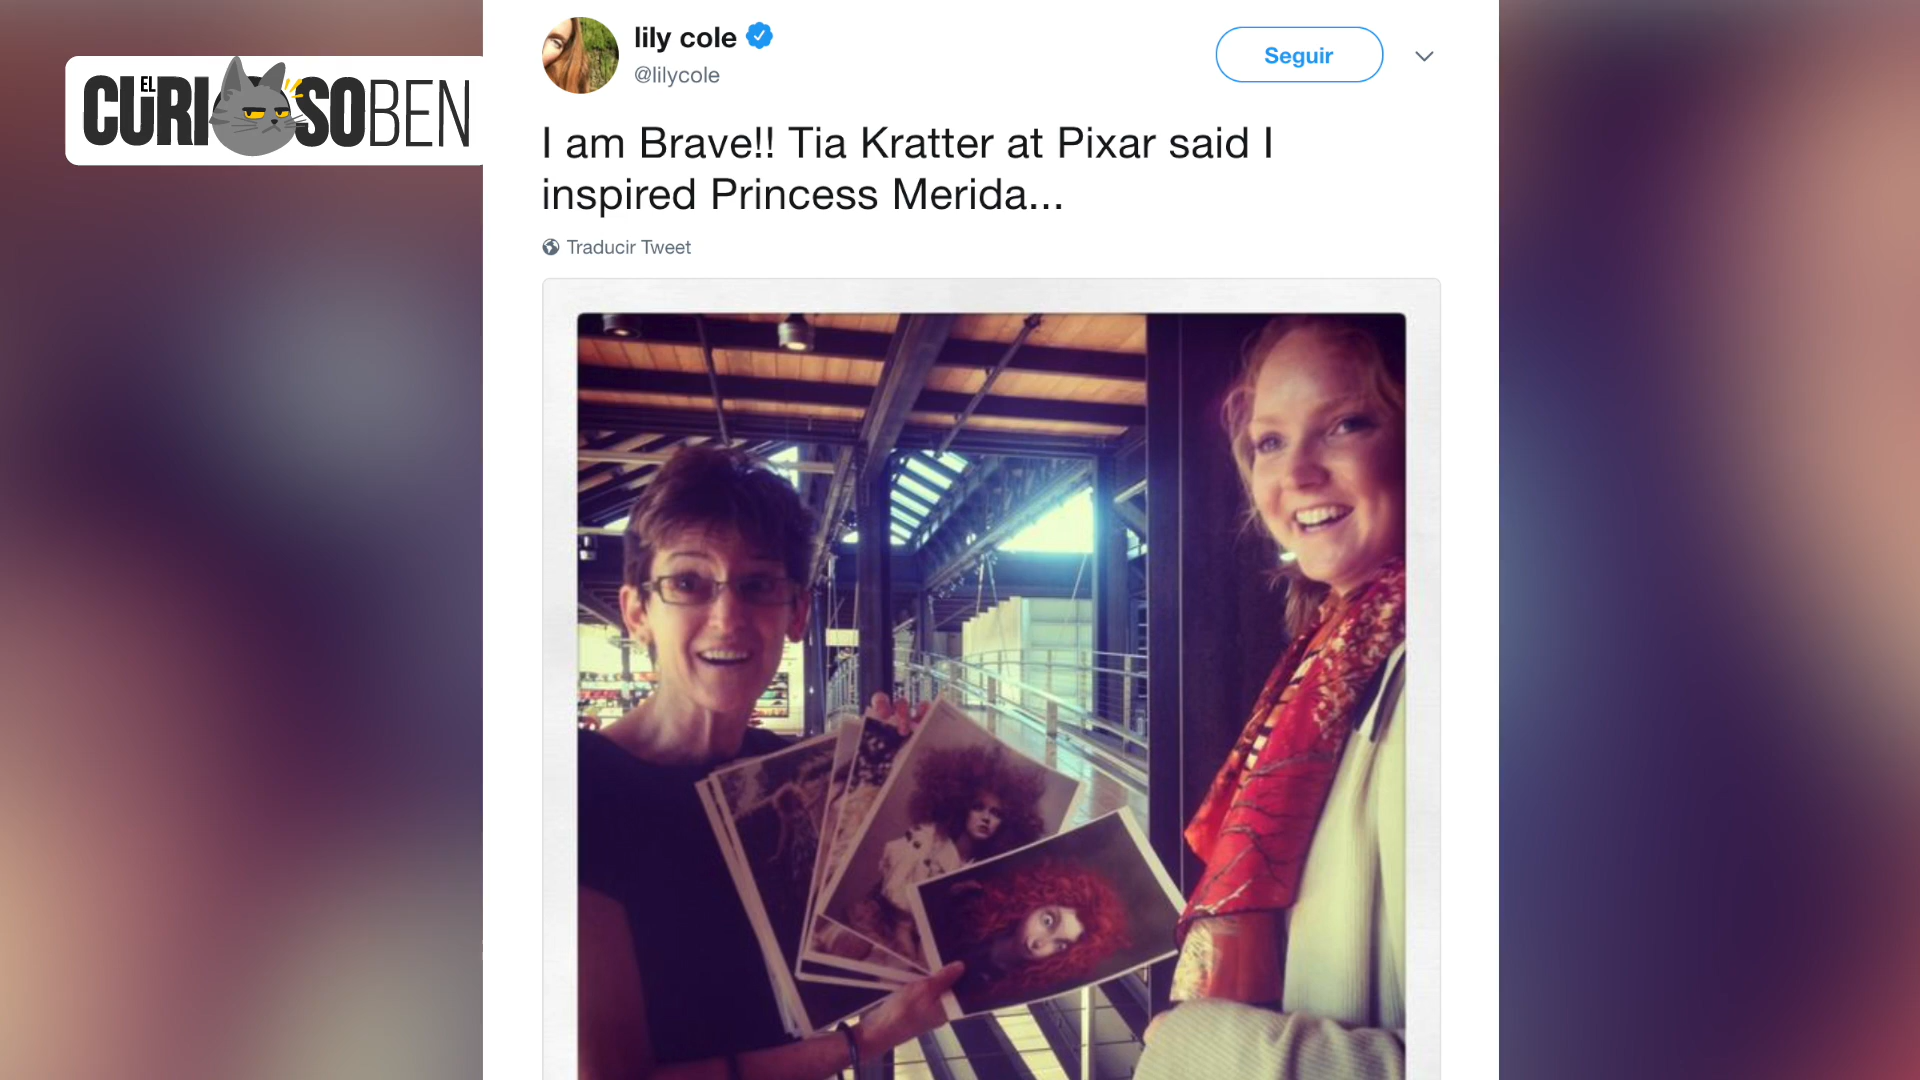 EL
CURIOSOBEN
lily cole
@lilycole
Seguir
I am Brave!! Tia Kratter at Pixar said I
inspired Princess Merida...
Traducir Tweet